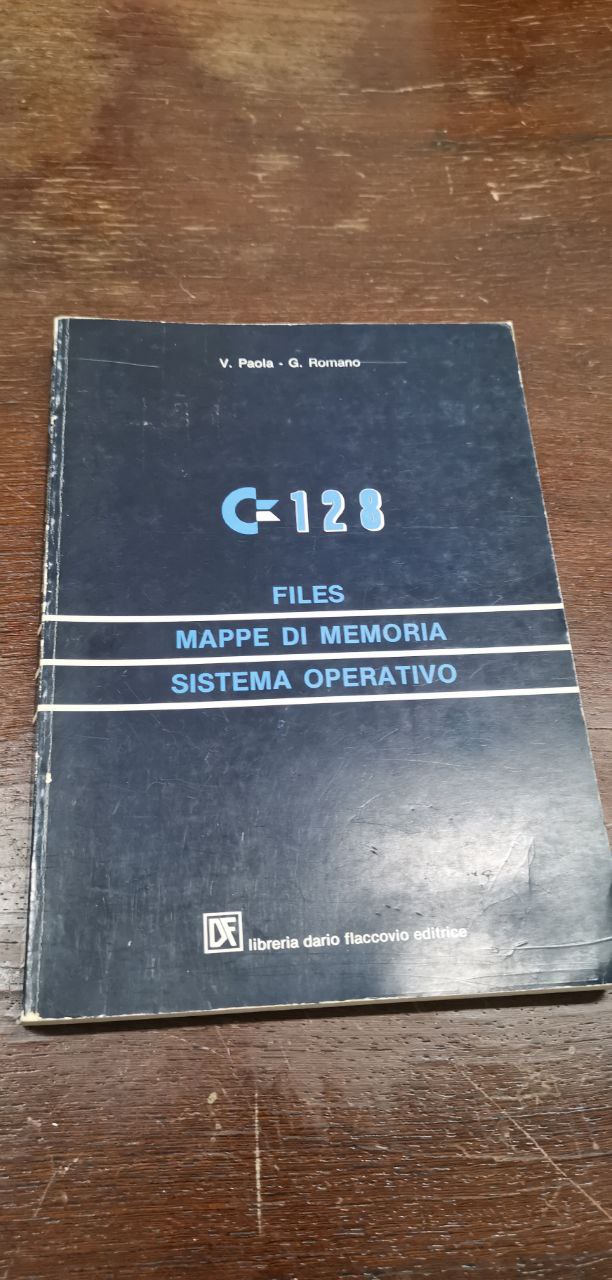 V. Paola - G. Romano
C= 128
FILES
MAPPE DI MEMORIA
SISTEMA OPERATIVO
DF libreria dario flaccovio editrice